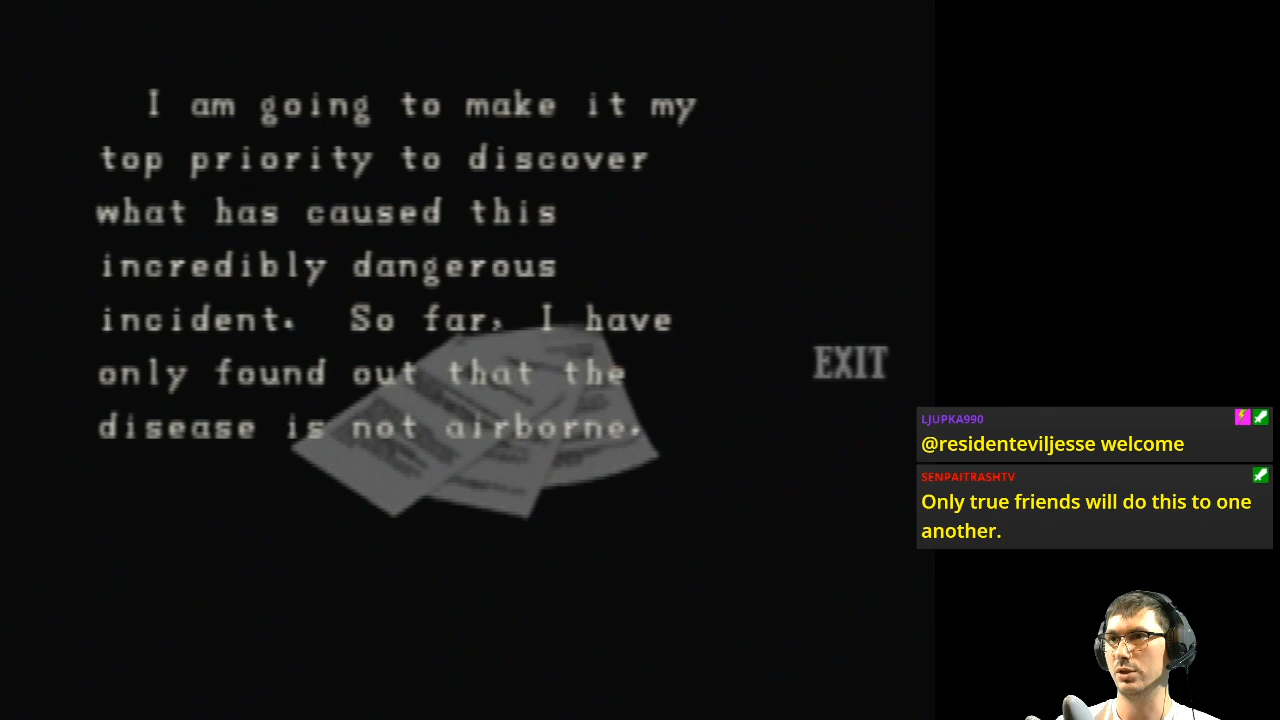 I am going to make it my
top priority to discover
what has caused this
incredibly dangerous
incident. So far, I have
only found out that the
disease is not airborne.
EXIT
LJUPKA990
@residenteviljesse welcome
SENPAITRASHTV
Only true friends will do this to one
another.